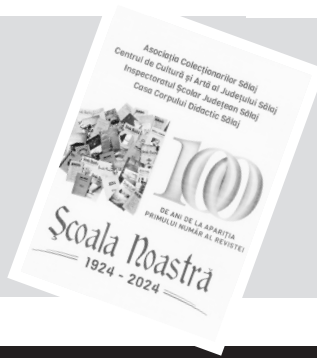 Asociația Colecționarilor Sălaj
Centrul de Cultură și Artă al Județului Sălaj
Inspectoratul Școlar Județean Sălaj
Casa Corpului Didactic Sălaj
100
DE ANI DE LA APARIȚIA
PRIMULUI NUMĂR AL REVISTEI
Școala Noastră
1924 - 2024